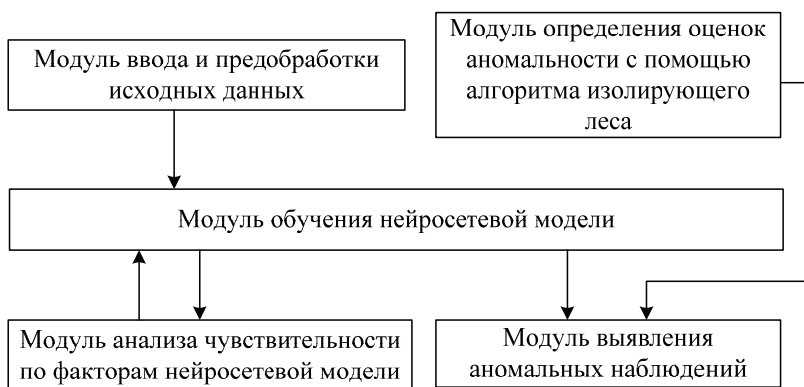 Модуль ввода и предобработки
исходных данных
Модуль определения оценок
аномальности с помощью
алгоритма изолирующего
леса
Модуль обучения нейросетевой модели
Модуль анализа чувствительности
по факторам нейросетевой модели
Модуль выявления
аномальных наблюдений